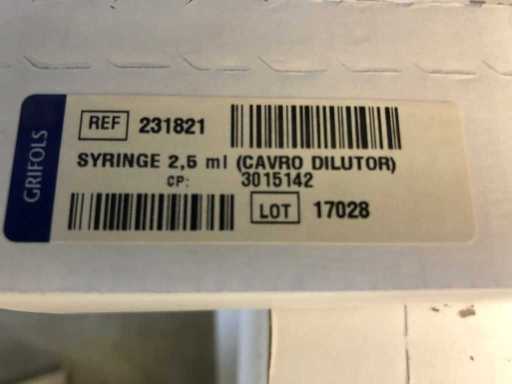 GRIFOLS
REF 231821
SYRINGE 2,5 ml (CAVRO DILUTOR)
CP: 3015142
LOT 17028